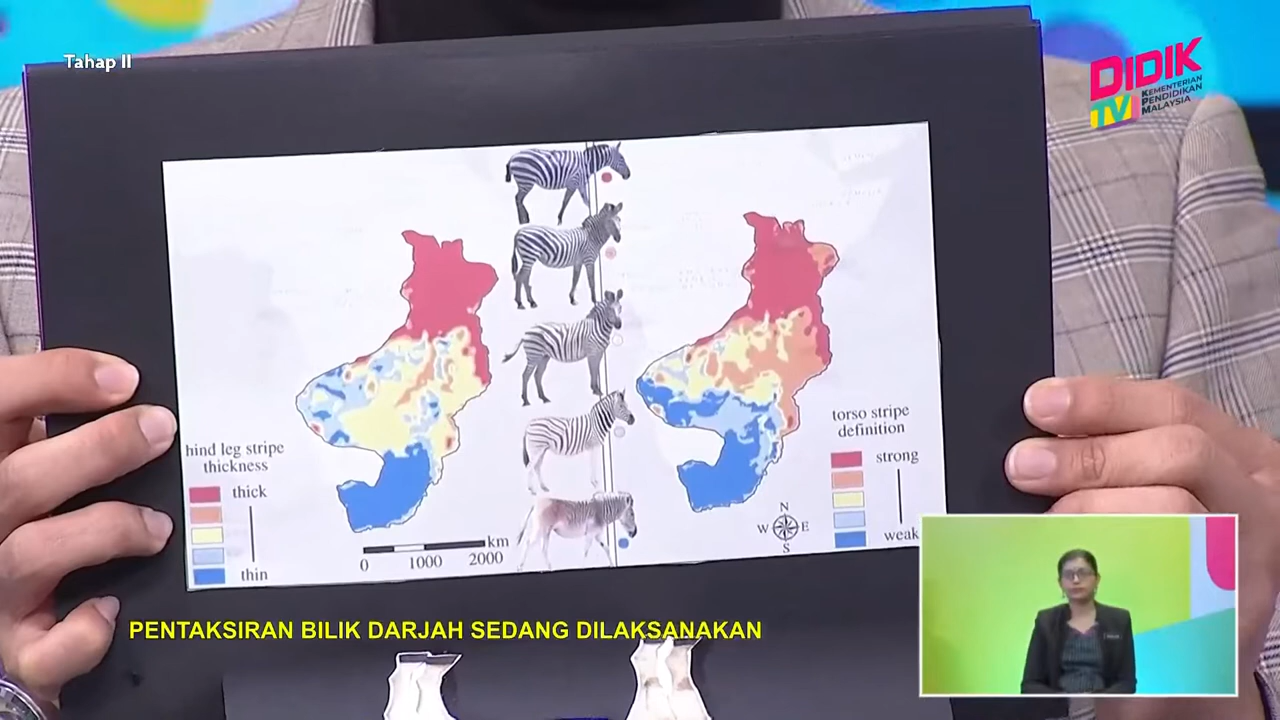 Tahap II
DIDIK
TV
KEMENTERIAN
PENDIDIKAN
MALAYSIA
hind leg stripe
thickness
thick
thin
km
0 1000 2000
torso stripe
definition
strong
weak
N
W E
S
PENTAKSIRAN BILIK DARJAH SEDANG DILAKSANAKAN